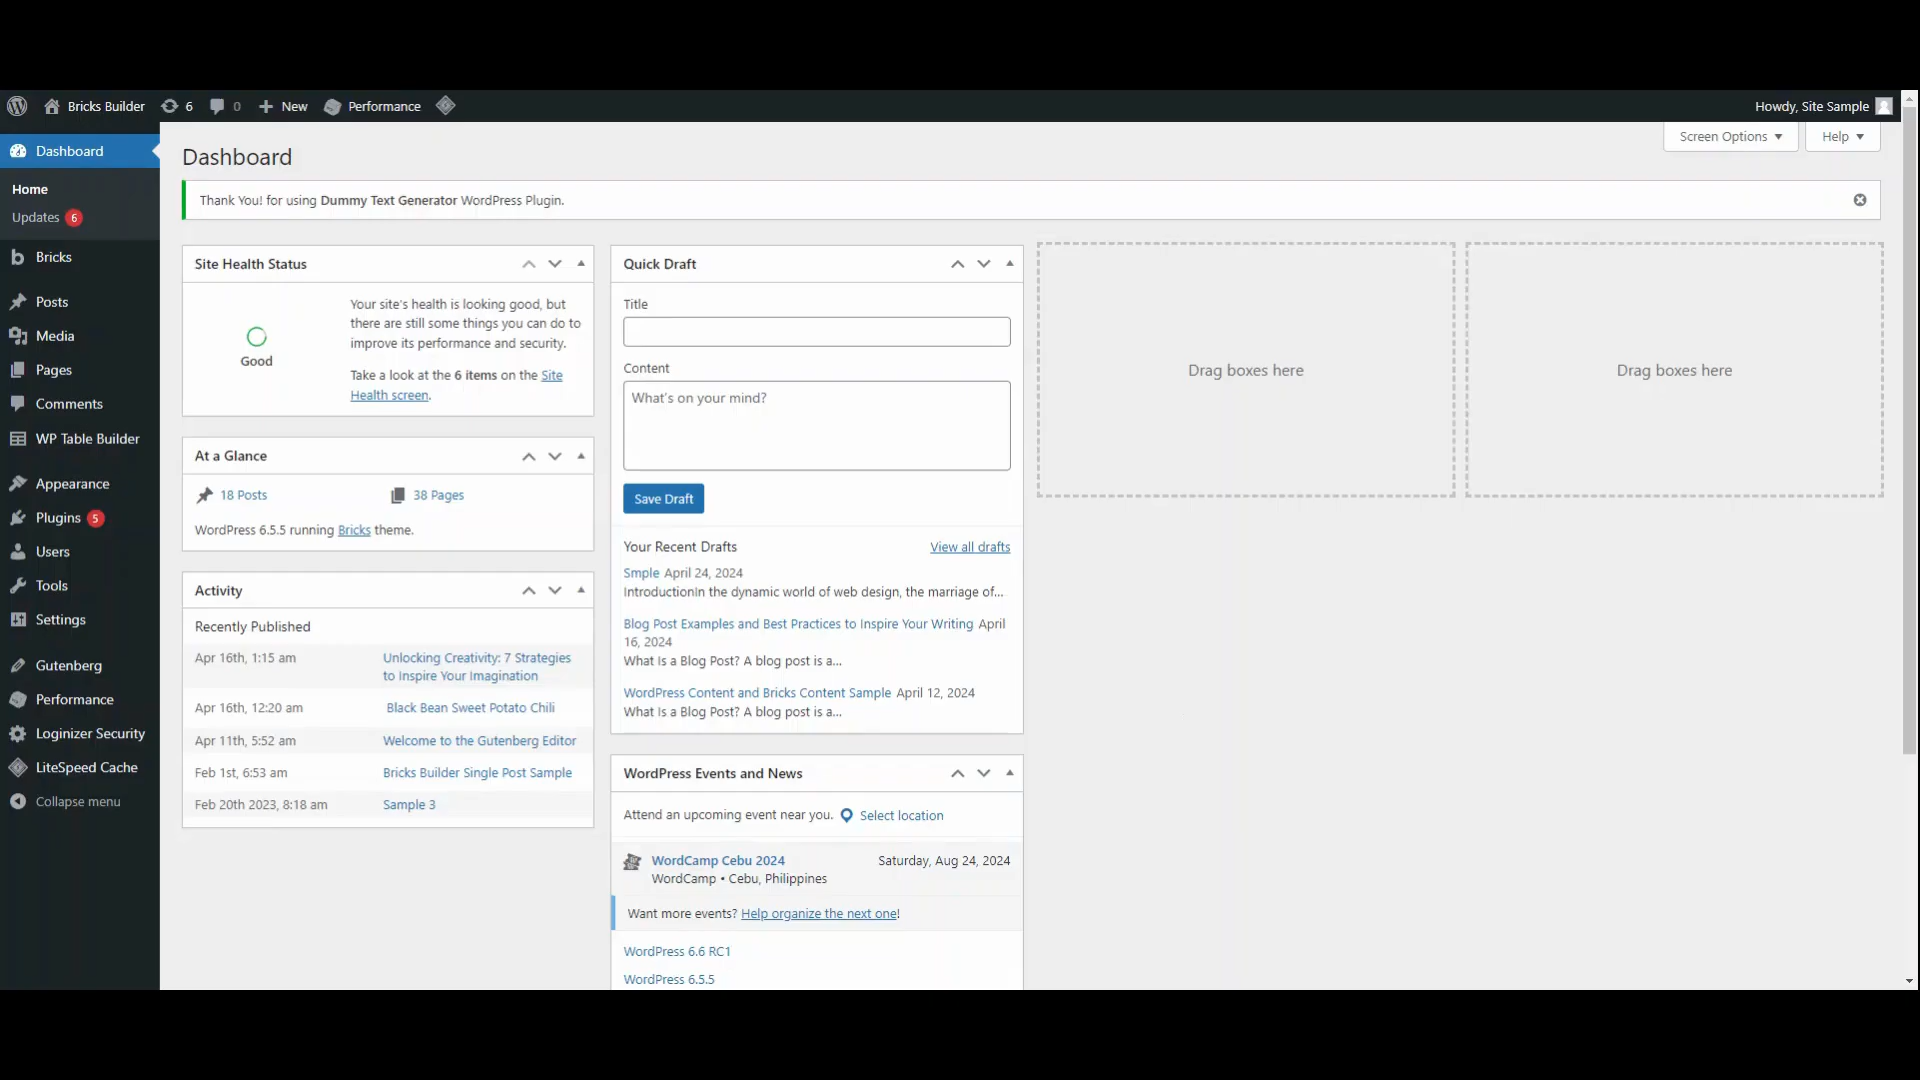 Bricks Builder
6
0
New
Performance
Howdy, Site Sample
Screen Options
Help
Dashboard
Home
Updates 6
Bricks
Posts
Media
Pages
Comments
WP Table Builder
Appearance
Plugins 5
Users
Tools
Settings
Gutenberg
Performance
Loginizer Security
LiteSpeed Cache
Collapse menu
Dashboard
Thank You! for using Dummy Text Generator WordPress Plugin.
Site Health Status
Good
Your site's health is looking good, but
there are still some things you can do to
improve its performance and security.
Take a look at the 6 items on the Site
Health screen.
At a Glance
18 Posts
38 Pages
WordPress 6.5.5 running Bricks theme.
Activity
Recently Published
Apr 16th, 1:15 am
Unlocking Creativity: 7 Strategies
to Inspire Your Imagination
Apr 16th, 12:20 am
Black Bean Sweet Potato Chili
Apr 11th, 5:52 am
Welcome to the Gutenberg Editor
Feb 1st, 6:53 am
Bricks Builder Single Post Sample
Feb 20th 2023, 8:18 am
Sample 3
Quick Draft
Title
Content
What's on your mind?
Save Draft
Your Recent Drafts
View all drafts
Smple April 24, 2024
IntroductionIn the dynamic world of web design, the marriage of...
Blog Post Examples and Best Practices to Inspire Your Writing April
16, 2024
What Is a Blog Post? A blog post is a...
WordPress Content and Bricks Content Sample April 12, 2024
What Is a Blog Post? A blog post is a...
WordPress Events and News
Attend an upcoming event near you.
Select location
WordCamp Cebu 2024
Saturday, Aug 24, 2024
WordCamp • Cebu, Philippines
Want more events? Help organize the next one!
WordPress 6.6 RC1
WordPress 6.5.5
Drag boxes here
Drag boxes here